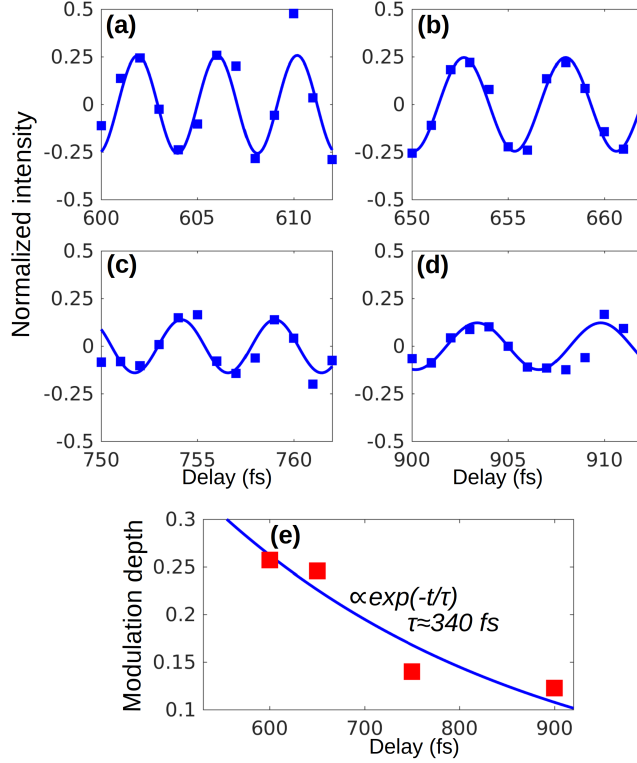 Normalized intensity
(a)
0.5
0.25
0
-0.25
-0.5
600 605 610
(b)
0.5
0.25
0
-0.25
-0.5
650 655 660
(c)
0.5
0.25
0
-0.25
-0.5
750 755 760
Delay (fs)
(d)
0.5
0.25
0
-0.25
-0.5
900 905 910
Delay (fs)
Modulation depth
(e)
0.3
0.25
0.2
0.15
0.1
∝exp(-t/τ)
τ≈340 fs
600 700 800 900
Delay (fs)